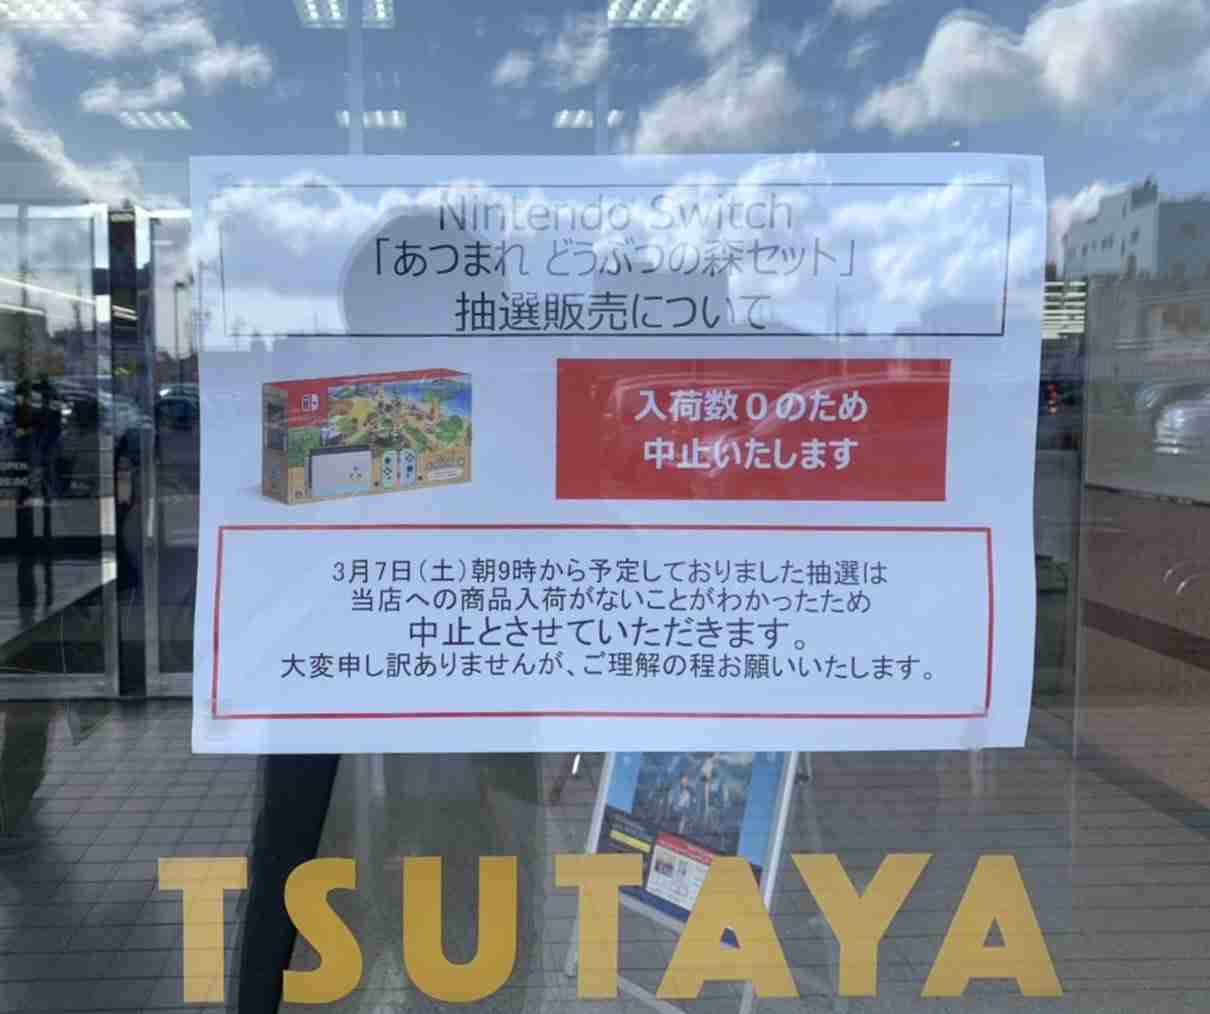 Nintendo Switch
「あつまれ どうぶつの森セット」
抽選販売について
入荷数0のため
中止いたします
3月7日(土)朝9時から予定しておりました抽選は
当店への商品入荷がないことがわかったため
中止とさせていただきます。
大変申し訳ありませんが、ご理解の程お願いいたします。
TSUTAYA